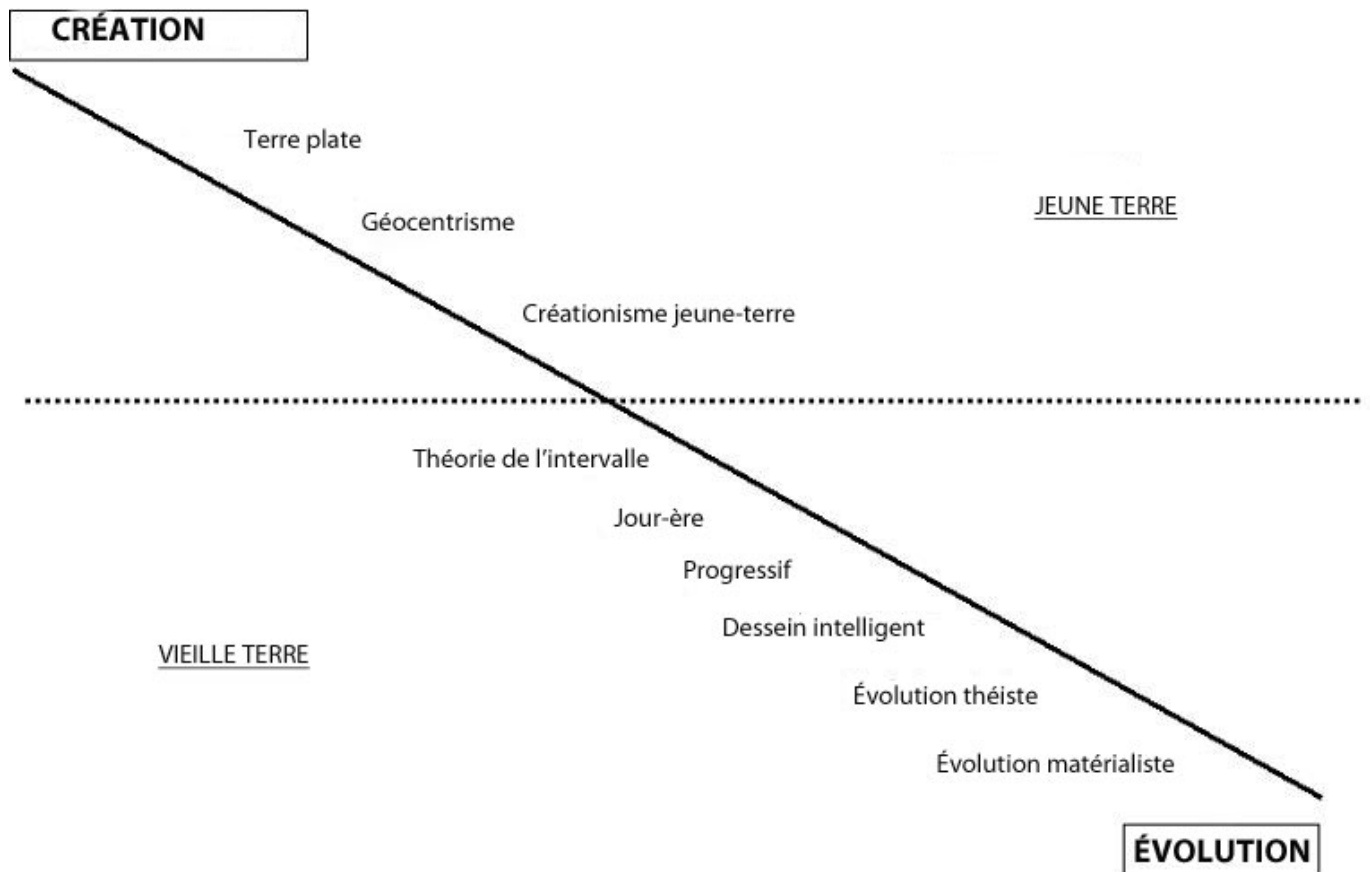 CRÉATION
Terre plate
JEUNE TERRE
Géocentrisme
Créationisme jeune-terre
Théorie de l'intervalle
Jour-ère
Progressif
Dessein intelligent
VIEILLE TERRE
Évolution théiste
Évolution matérialiste
ÉVOLUTION